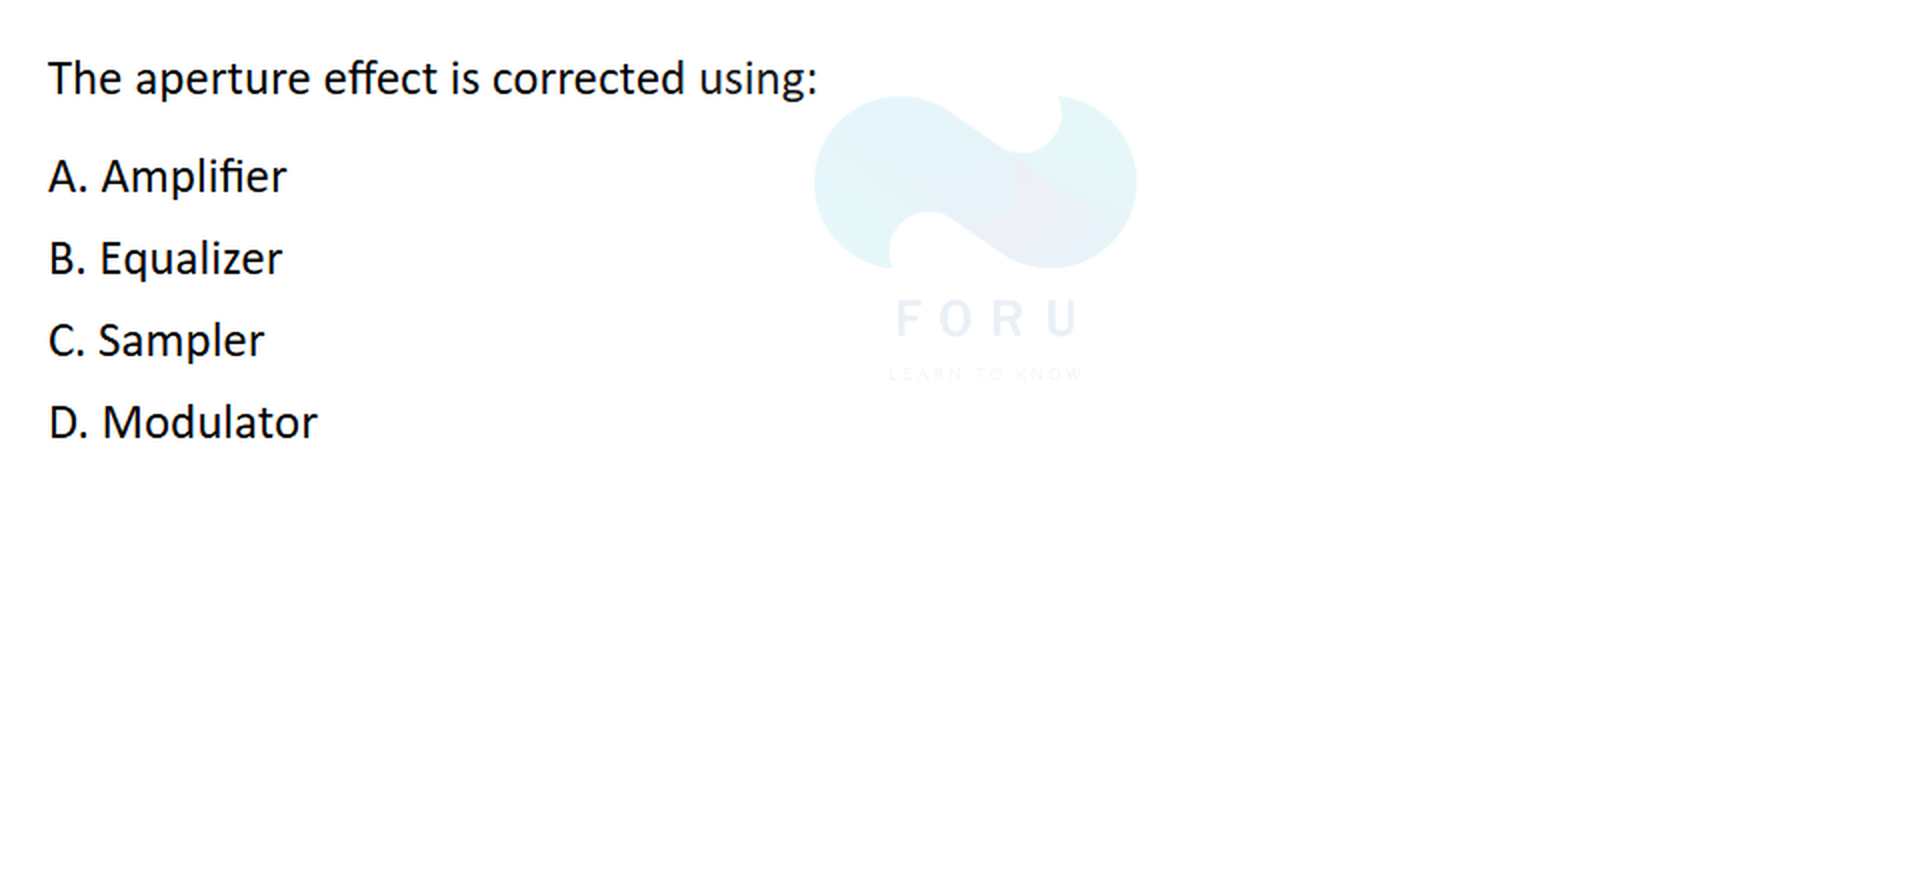 The aperture effect is corrected using:
A. Amplifier
B. Equalizer
C. Sampler
D. Modulator
FORU
LEARN TO KNOW